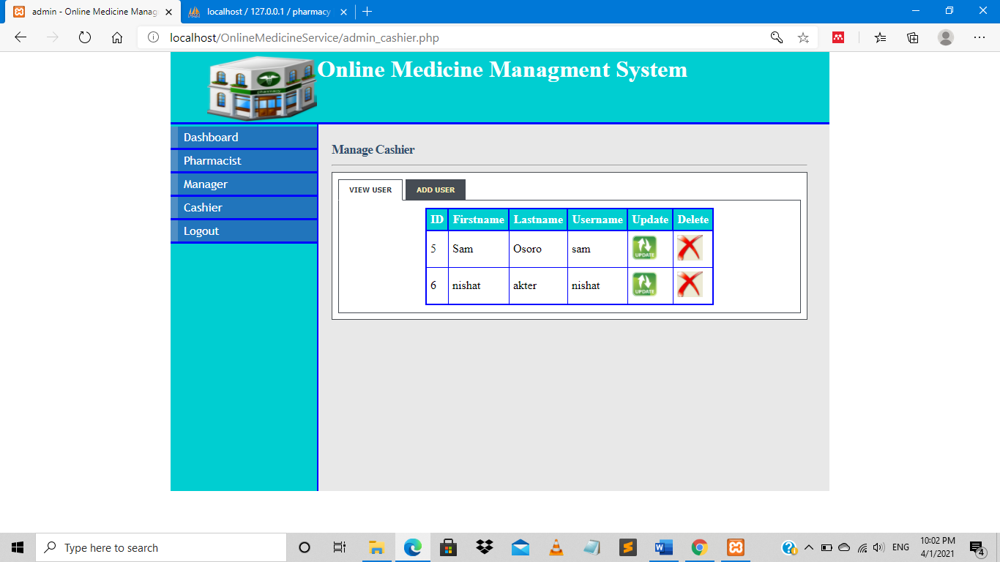 admin - Online Medicine Manag
localhost / 127.0.0.1 / pharmacy
localhost/OnlineMedicineService/admin_cashier.php
pharmacy
Online Medicine Managment System
Dashboard
Pharmacist
Manager
Cashier
Logout
Manage Cashier
VIEW USER ADD USER
ID Firstname Lastname Username Update Delete
5 Sam Osoro sam UPDATE
6 nishat akter nishat UPDATE
Type here to search
ENG
10:02 PM
4/1/2021
4